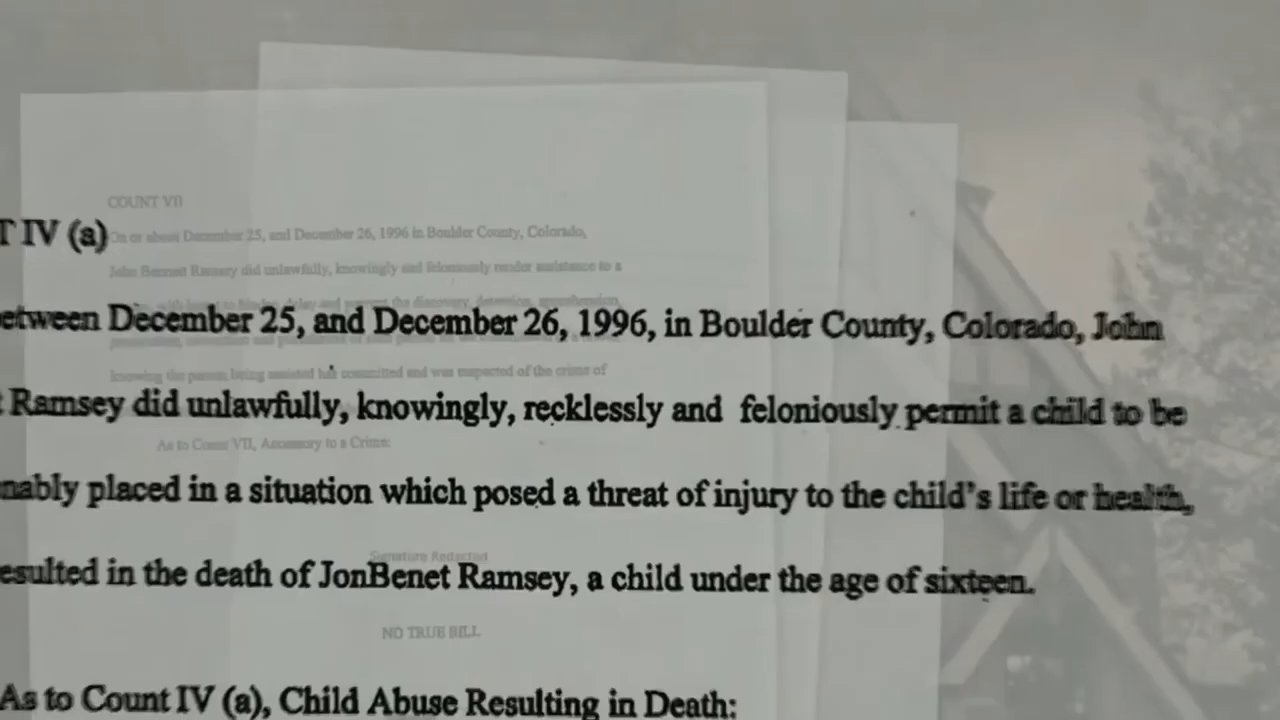 COUNT VII
T IV (a)
On or about December 25, and December 26, 1996 in Boulder County, Colorado,
John Bennett Ramsey did unlawfully, knowingly and feloniously render assistance to a
etween December 25, and December 26, 1996, in Boulder County, Colorado, John
knowing the person being assisted has committed and was suspected of the crime of
t Ramsey did unlawfully, knowingly, recklessly and feloniously permit a child to be
As to Count VII, Accessory to a Crime:
nably placed in a situation which posed a threat of injury to the child's life or health,
Signature Redacted
esulted in the death of JonBenet Ramsey, a child under the age of sixteen.
NO TRUE BILL
As to Count IV (a), Child Abuse Resulting in Death: